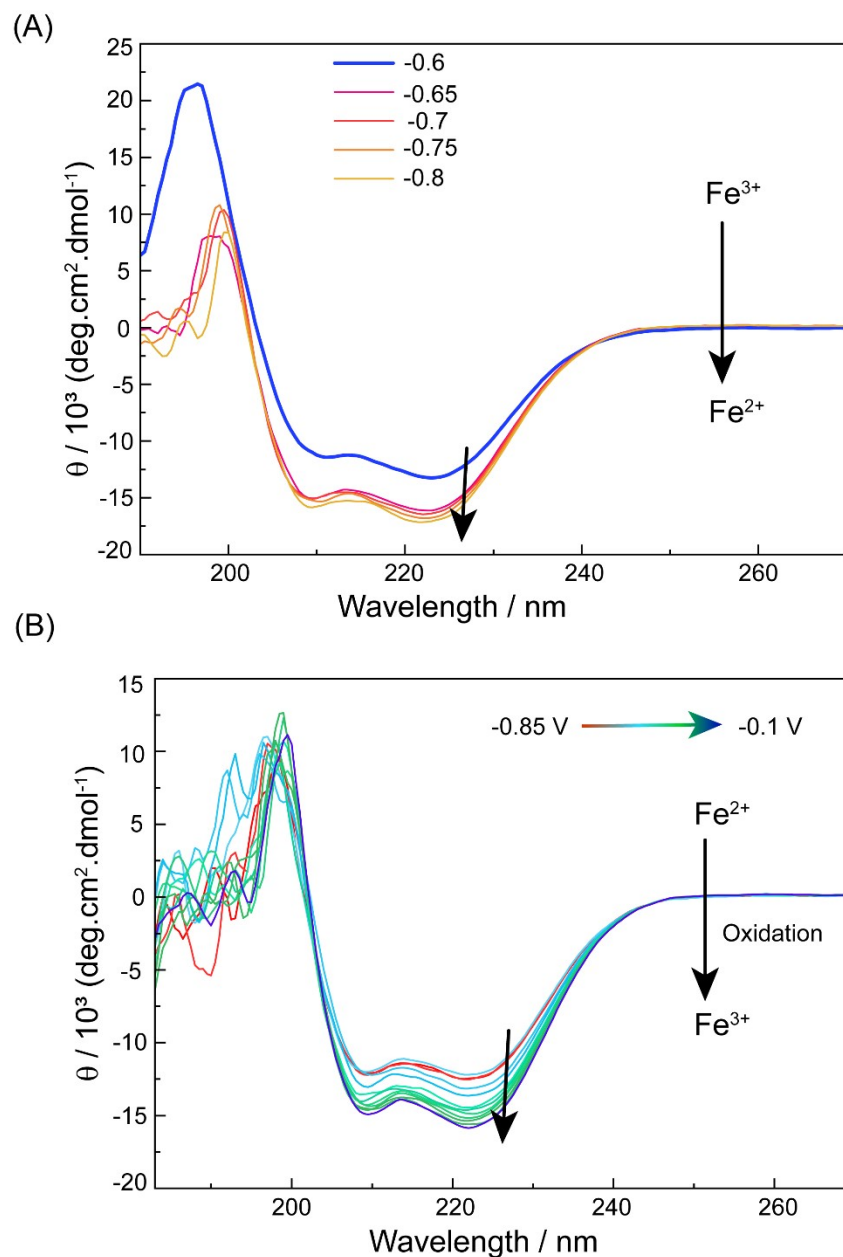 (A)
25
20
15
10
5
0
-5
-10
-15
-20
θ / 10³ (deg.cm².dmol⁻¹)
-0.6
-0.65
-0.7
-0.75
-0.8
Fe³⁺
Fe²⁺
200 220 240 260
Wavelength / nm
(B)
15
10
5
0
-5
-10
-15
-20
θ / 10³ (deg.cm².dmol⁻¹)
-0.85 V -0.1 V
Fe²⁺
Oxidation
Fe³⁺
200 220 240 260
Wavelength / nm